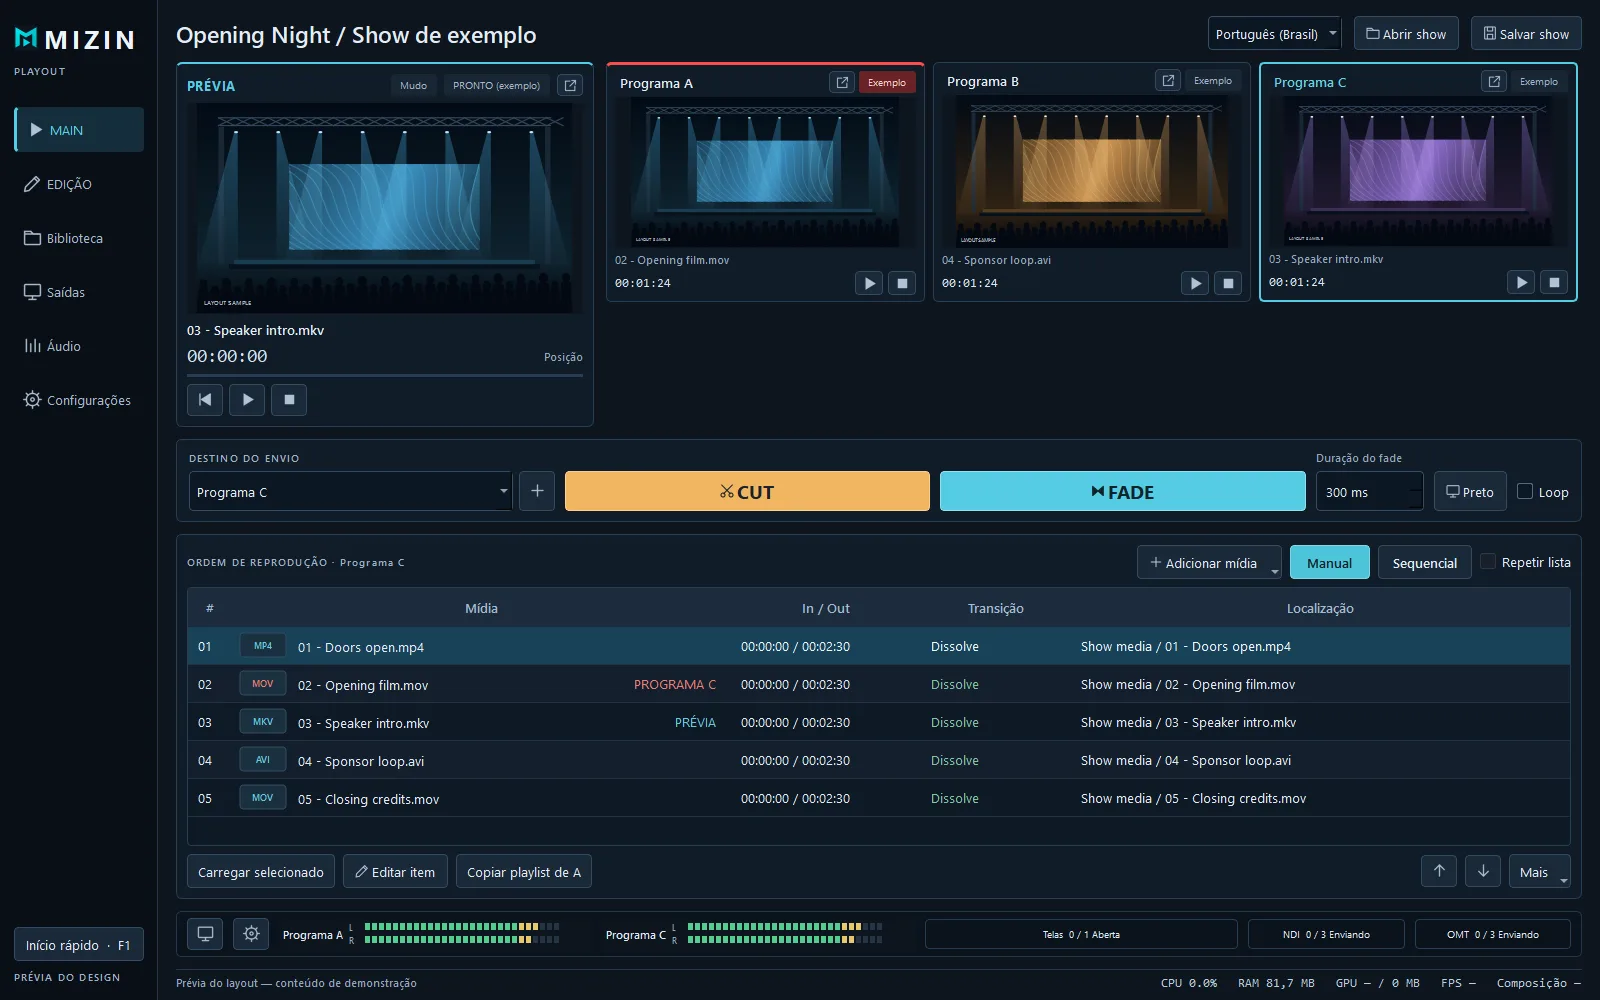 MIZIN
PLAYOUT
MAIN
EDIÇÃO
Biblioteca
Saídas
Áudio
Configurações
Início rápido · F1
PRÉVIA DO DESIGN
Opening Night / Show de exemplo
Português (Brasil)
Abrir show
Salvar show
PRÉVIA
Mudo
PRONTO (exemplo)
LAYOUT SAMPLE
03 - Speaker intro.mkv
00:00:00
Posição
Programa A
Exemplo
LAYOUT SAMPLE
02 - Opening film.mov
00:01:24
Programa B
Exemplo
LAYOUT SAMPLE
04 - Sponsor loop.avi
00:01:24
Programa C
Exemplo
LAYOUT SAMPLE
03 - Speaker intro.mkv
00:01:24
DESTINO DO ENVIO
Programa C
CUT
FADE
Duração do fade
300 ms
Preto
Loop
ORDEM DE REPRODUÇÃO · Programa C
Adicionar mídia
Manual
Sequencial
Repetir lista
# Mídia In / Out Transição Localização
01 MP4 01 - Doors open.mp4 00:00:00 / 00:02:30 Dissolve Show media / 01 - Doors open.mp4
02 MOV 02 - Opening film.mov PROGRAMA C 00:00:00 / 00:02:30 Dissolve Show media / 02 - Opening film.mov
03 MKV 03 - Speaker intro.mkv PRÉVIA 00:00:00 / 00:02:30 Dissolve Show media / 03 - Speaker intro.mkv
04 AVI 04 - Sponsor loop.avi 00:00:00 / 00:02:30 Dissolve Show media / 04 - Sponsor loop.avi
05 MOV 05 - Closing credits.mov 00:00:00 / 00:02:30 Dissolve Show media / 05 - Closing credits.mov
Carregar selecionado
Editar item
Copiar playlist de A
Mais
Programa A L R
Programa C L R
Telas 0 / 1 Aberta
NDI 0 / 3 Enviando
OMT 0 / 3 Enviando
Prévia do layout — conteúdo de demonstração
CPU 0.0% RAM 81,7 MB GPU — / 0 MB FPS — Composição —